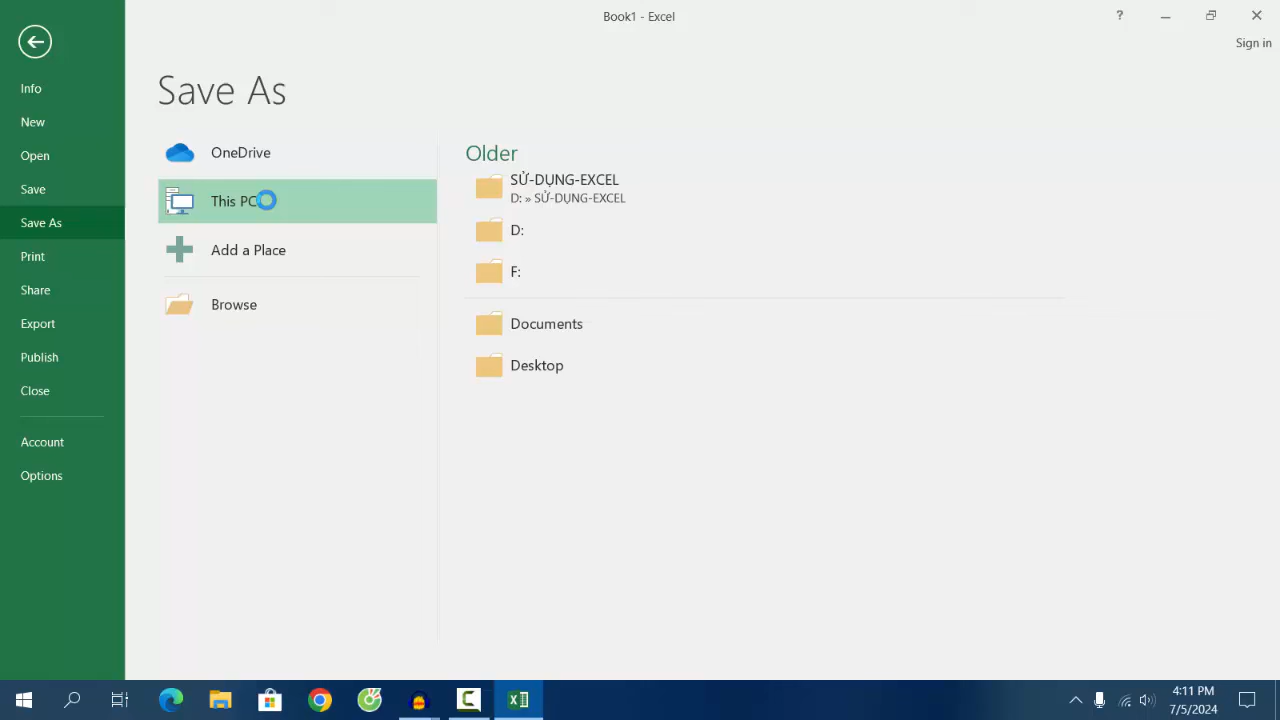 Book1 - Excel
?
Sign in
Info
New
Open
Save
Save As
Print
Share
Export
Publish
Close
Account
Options
Save As
OneDrive
This PC
Add a Place
Browse
Older
SỬ-DỤNG-EXCEL
D: » SỬ-DỤNG-EXCEL
D:
F:
Documents
Desktop
4:11 PM
7/5/2024